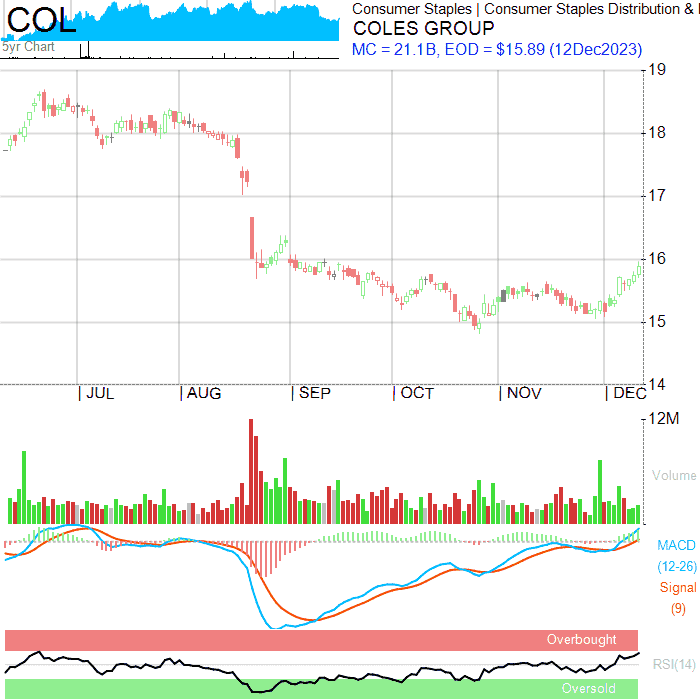 COL
5yr Chart
Consumer Staples | Consumer Staples Distribution &
COLES GROUP
MC = 21.1B, EOD = $15.89 (12Dec2023)
19
18
17
16
15
14
JUL
AUG
SEP
OCT
NOV
DEC
12M
Volume
MACD
(12-26)
Signal
(9)
Overbought
RSI(14)
Oversold